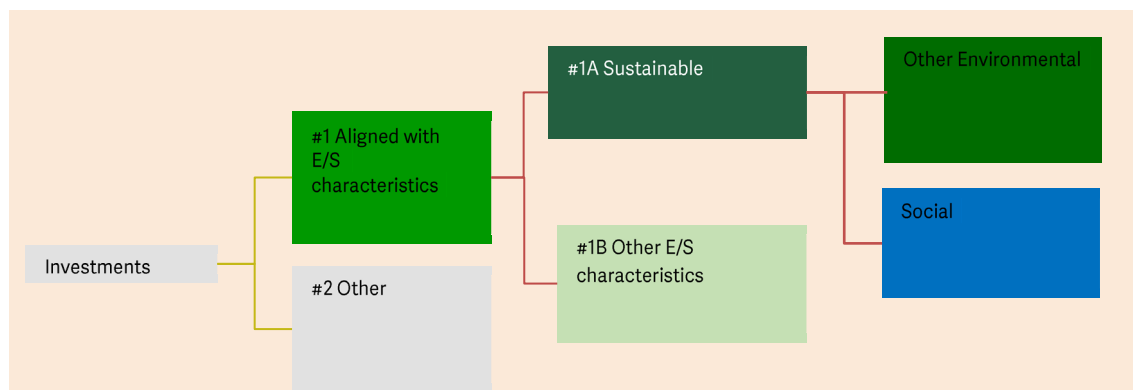 Investments
#1 Aligned with
E/S
characteristics
#2 Other
#1A Sustainable
#1B Other E/S
characteristics
Other Environmental
Social